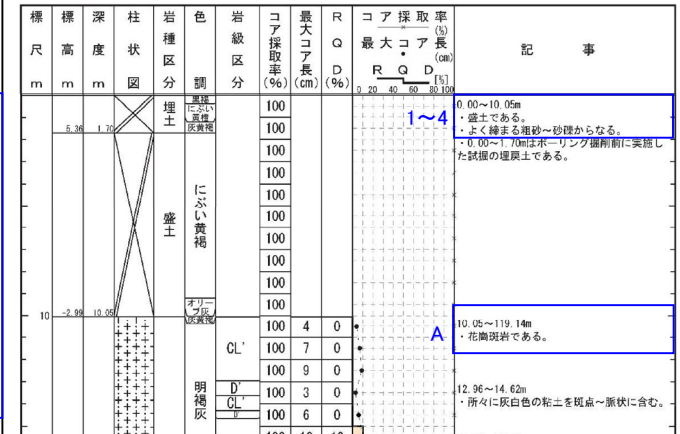 標尺 m
標高 m
深度 m
柱状図
岩種区分
色調
岩級区分
コア採取率(%)
最大コア長(cm)
RQD(%)
コア採取率(%)
最大コア長(cm)
RQD[%]
0 20 40 60 80 100
記事
埋土
黒褐
にぶい黄橙
灰黄褐
100
100
5.36 1.70
1～4
0.00～10.05m
・盛土である。
・よく締まる粗砂～砂礫からなる。
・0.00～1.70mはボーリング掘削前に実施し
た試掘の埋戻土である。
盛土
にぶい黄褐
100
100
100
100
100
100
100
オリーブ灰
100
10 -2.99 10.05
灰黄褐
A
10.05～119.14m
・花崗斑岩である。
明褐灰
100 4 0
CL' 100 7 0
100 9 0
D' 100 3 0
CL'
D' 100 6 0
12.96～14.62m
・所々に灰白色の粘土を斑点～脈状に含む。